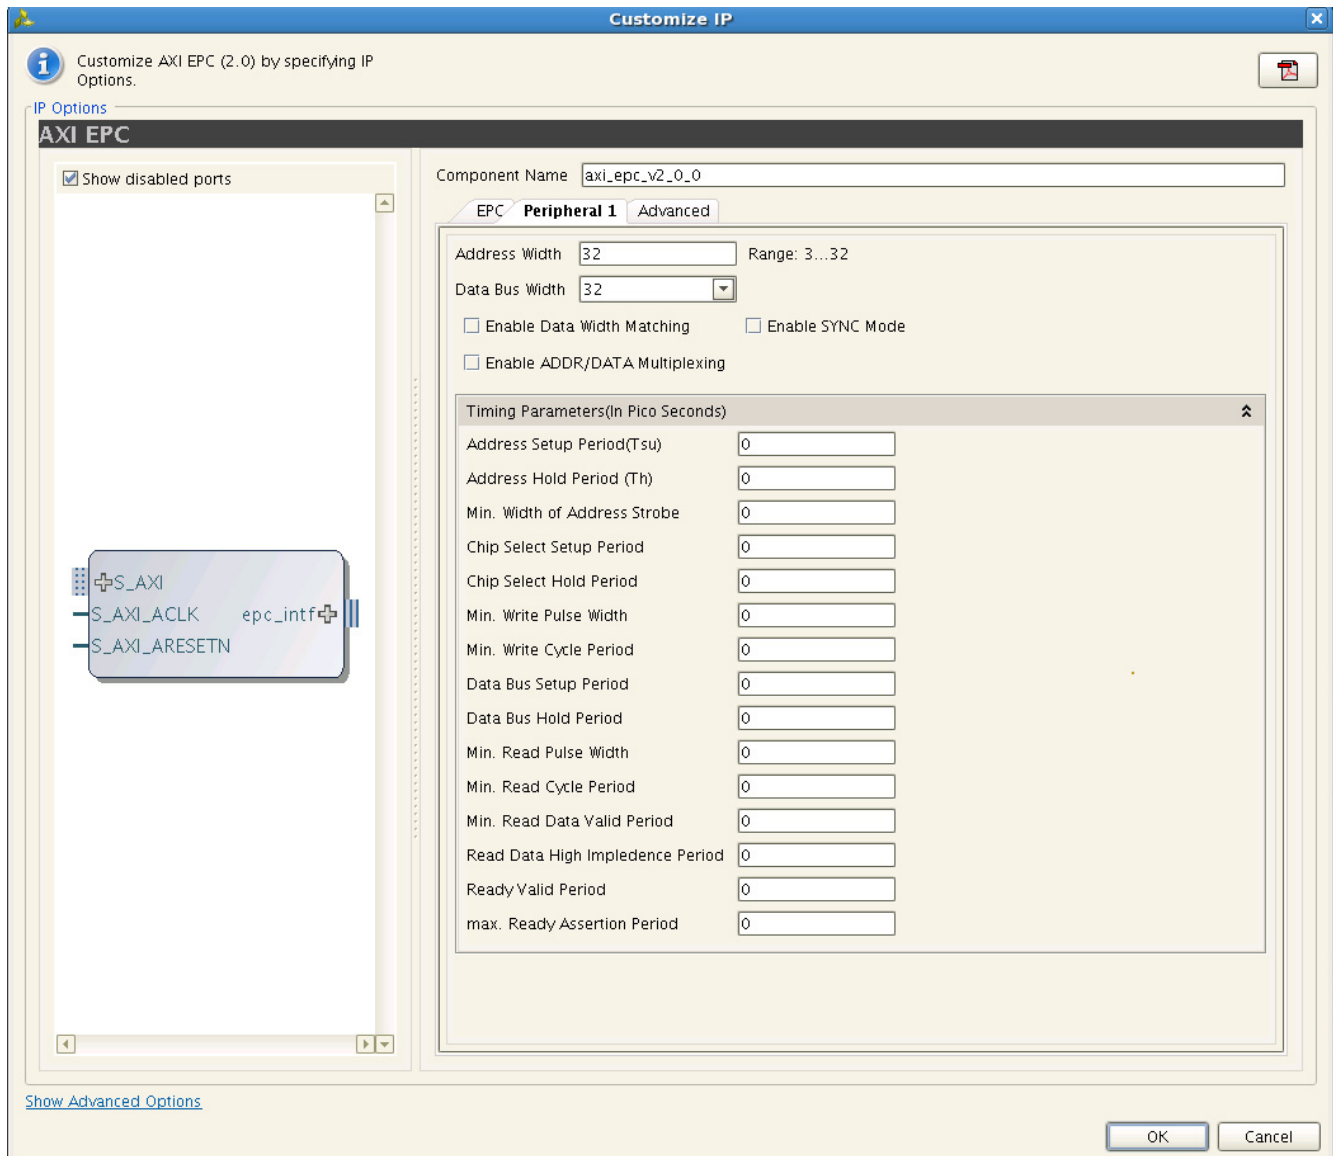 Customize IP
Customize AXI EPC (2.0) by specifying IP
Options.
IP Options
AXI EPC
Show disabled ports
S_AXI
S_AXI_ACLK epc_intf
S_AXI_ARESETN
Component Name axi_epc_v2_0_0
EPC Peripheral 1 Advanced
Address Width 32 Range: 3...32
Data Bus Width 32
Enable Data Width Matching Enable SYNC Mode
Enable ADDR/DATA Multiplexing
Timing Parameters(In Pico Seconds)
Address Setup Period(Tsu) 0
Address Hold Period (Th) 0
Min. Width of Address Strobe 0
Chip Select Setup Period 0
Chip Select Hold Period 0
Min. Write Pulse Width 0
Min. Write Cycle Period 0
Data Bus Setup Period 0
Data Bus Hold Period 0
Min. Read Pulse Width 0
Min. Read Cycle Period 0
Min. Read Data Valid Period 0
Read Data High Impledence Period 0
Ready Valid Period 0
max. Ready Assertion Period 0
Show Advanced Options
OK Cancel